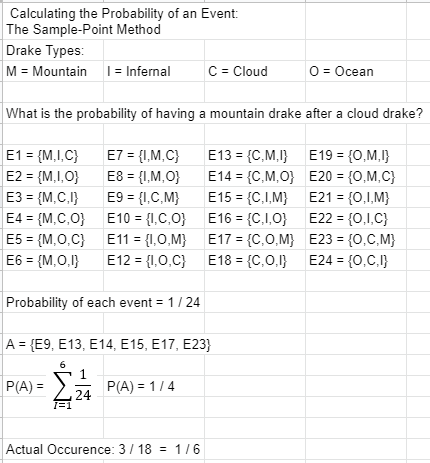 Calculating the Probability of an Event:
The Sample-Point Method
Drake Types:
M = Mountain I = Infernal C = Cloud O = Ocean
What is the probability of having a mountain drake after a cloud drake?
E1 = {M,I,C} E7 = {I,M,C} E13 = {C,M,I} E19 = {O,M,I}
E2 = {M,I,O} E8 = {I,M,O} E14 = {C,M,O} E20 = {O,M,C}
E3 = {M,C,I} E9 = {I,C,M} E15 = {C,I,M} E21 = {O,I,M}
E4 = {M,C,O} E10 = {I,C,O} E16 = {C,I,O} E22 = {O,I,C}
E5 = {M,O,C} E11 = {I,O,M} E17 = {C,O,M} E23 = {O,C,M}
E6 = {M,O,I} E12 = {I,O,C} E18 = {C,O,I} E24 = {O,C,I}
Probability of each event = 1 / 24
A = {E9, E13, E14, E15, E17, E23}
6
P(A) = ∑ 1/24 P(A) = 1 / 4
I=1
Actual Occurence: 3 / 18 = 1 / 6